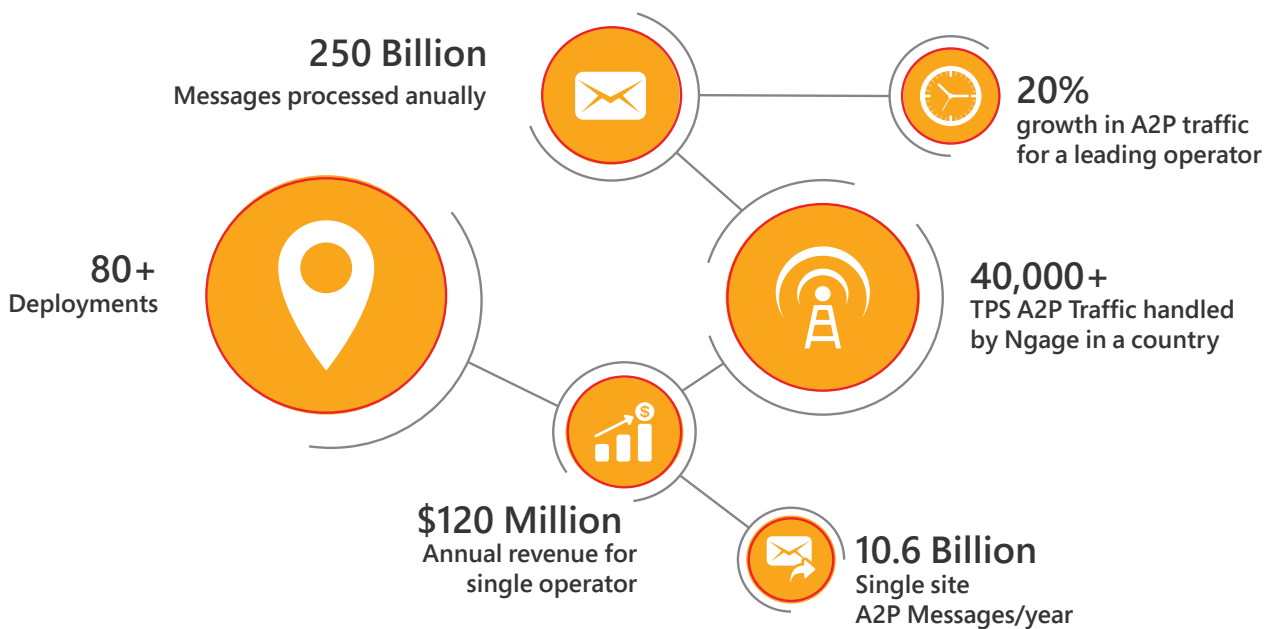 250 Billion
Messages processed anually
20%
growth in A2P traffic
for a leading operator
80+
Deployments
40,000+
TPS A2P Traffic handled
by Ngage in a country
$
$120 Million
Annual revenue for
single operator
10.6 Billion
Single site
A2P Messages/year